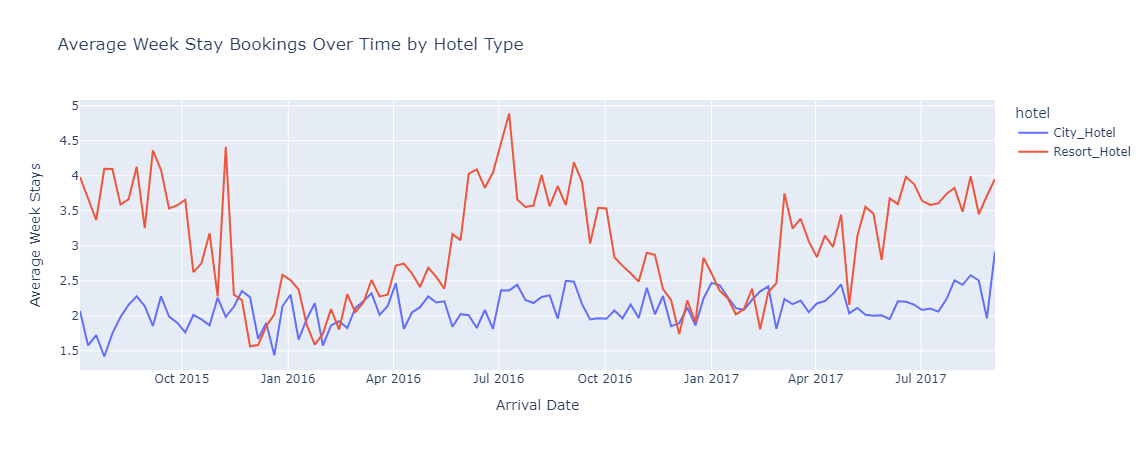 Average Week Stay Bookings Over Time by Hotel Type
hotel
City_Hotel
Resort_Hotel
Average Week Stays
5
4.5
4
3.5
3
2.5
2
1.5
Oct 2015
Jan 2016
Apr 2016
Jul 2016
Oct 2016
Jan 2017
Apr 2017
Jul 2017
Arrival Date